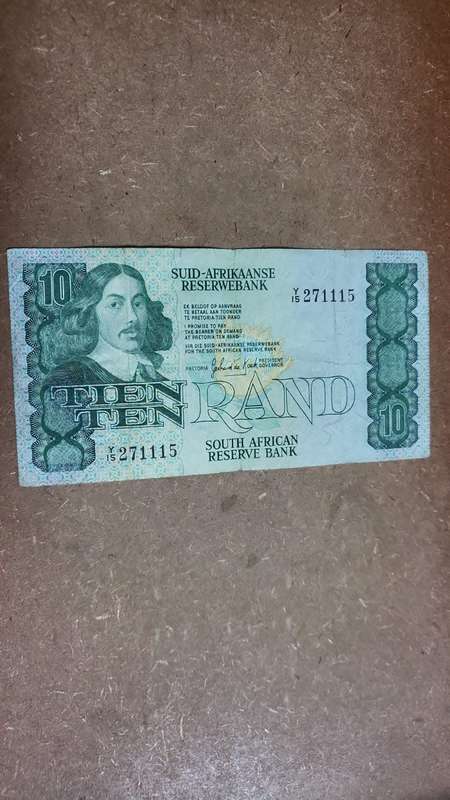 10
SUID-AFRIKAANSE
RESERWEBANK
Y/15 271115
EK BELOOF OP AANVRAAG
TE BETAAL AAN TOONDER
TE PRETORIA TIEN RAND
I PROMISE TO PAY
THE BEARER ON DEMAND
AT PRETORIA TEN RAND
VIR DIE SUID-AFRIKAANSE RESERWEBANK
FOR THE SOUTH AFRICAN RESERVE BANK
PRETORIA
PRESIDENT
GOVERNOR
TIEN
TEN
RAND
10
Y/15 271115
SOUTH AFRICAN
RESERVE BANK